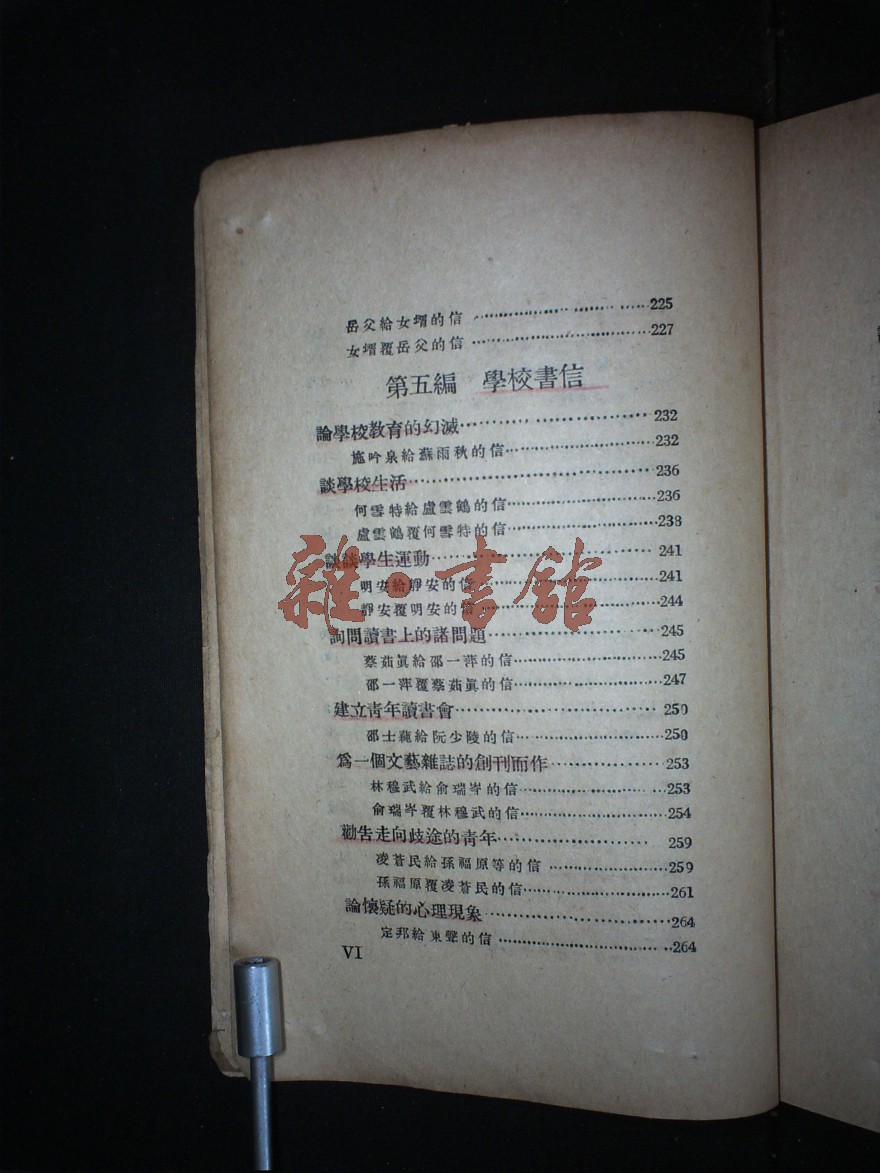 岳父給女壻的信 225
女壻覆岳父的信 227
第五編 學校書信
論學校教育的幻滅 232
施吟泉給蘇雨秋的信 232
談學校生活 236
何雪特給盧雲鶴的信 236
盧雲鶴覆何雪特的信 238
談談學生運動 241
明安給靜安的信 241
靜安覆明安的信 244
詢問讀書上的諸問題 245
蔡茹眞給邵一萍的信 245
邵一萍覆蔡茹眞的信 247
建立靑年讀書會 250
邵士蓴給阮少陵的信 250
爲一個文藝雜誌的創刊而作 253
林穆武給俞瑞岑的信 253
俞瑞岑覆林穆武的信 254
勸告走向歧途的靑年 259
凌蒼民給孫福原等的信 259
孫福原覆凌蒼民的信 261
論懷疑的心理現象 264
定邦給東聲的信 264
VI
雜·書館